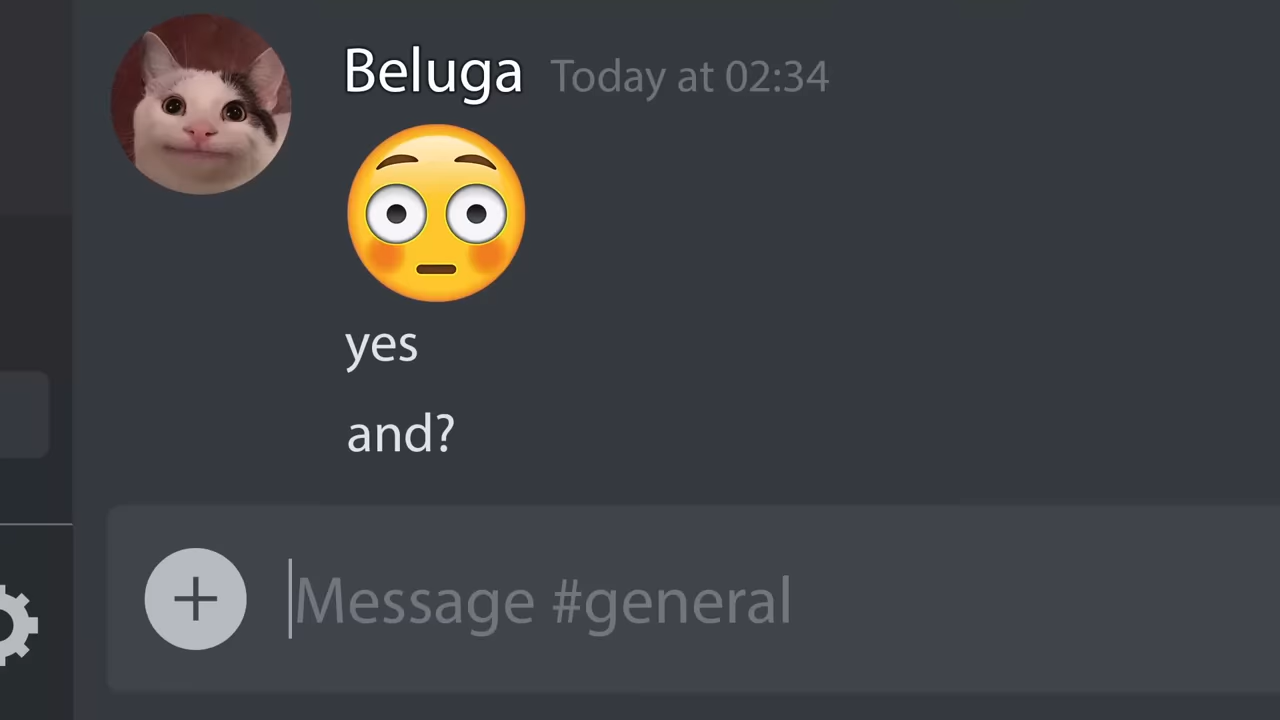 Beluga Today at 02:34
😳
yes
and?
Message #general